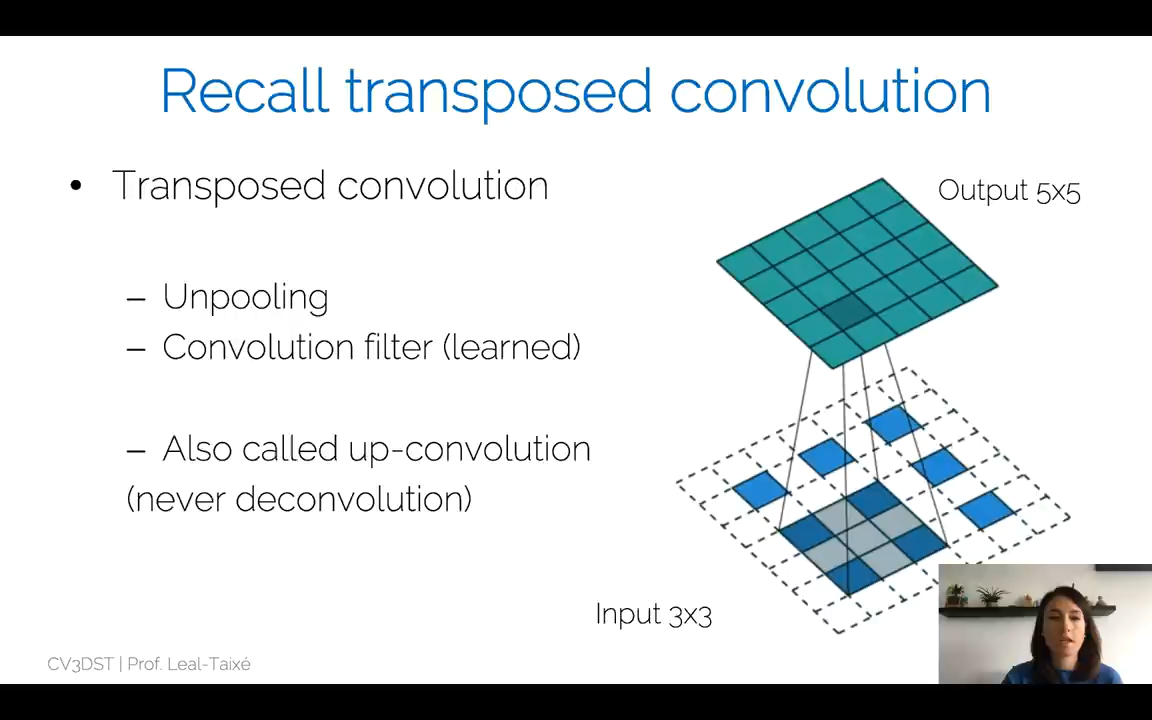 Recall transposed convolution
• Transposed convolution
Output 5x5
– Unpooling
– Convolution filter (learned)
– Also called up-convolution
(never deconvolution)
Input 3x3
CV3DST | Prof. Leal-Taixé